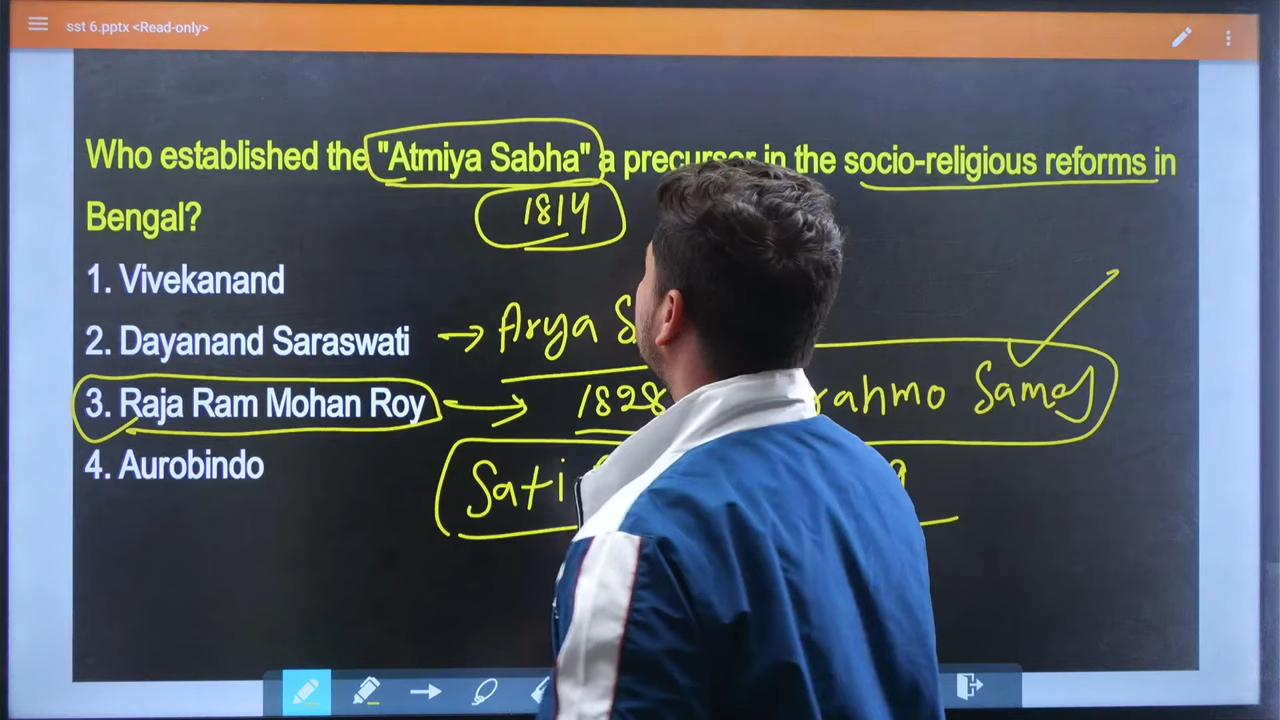 sst 6.pptx <Read-only>
Who established the "Atmiya Sabha" a precursor in the socio-religious reforms in
Bengal?
1814
1. Vivekanand
2. Dayanand Saraswati → Arya S
3. Raja Ram Mohan Roy → 1828 rahmo Samaj
4. Aurobindo
Sati